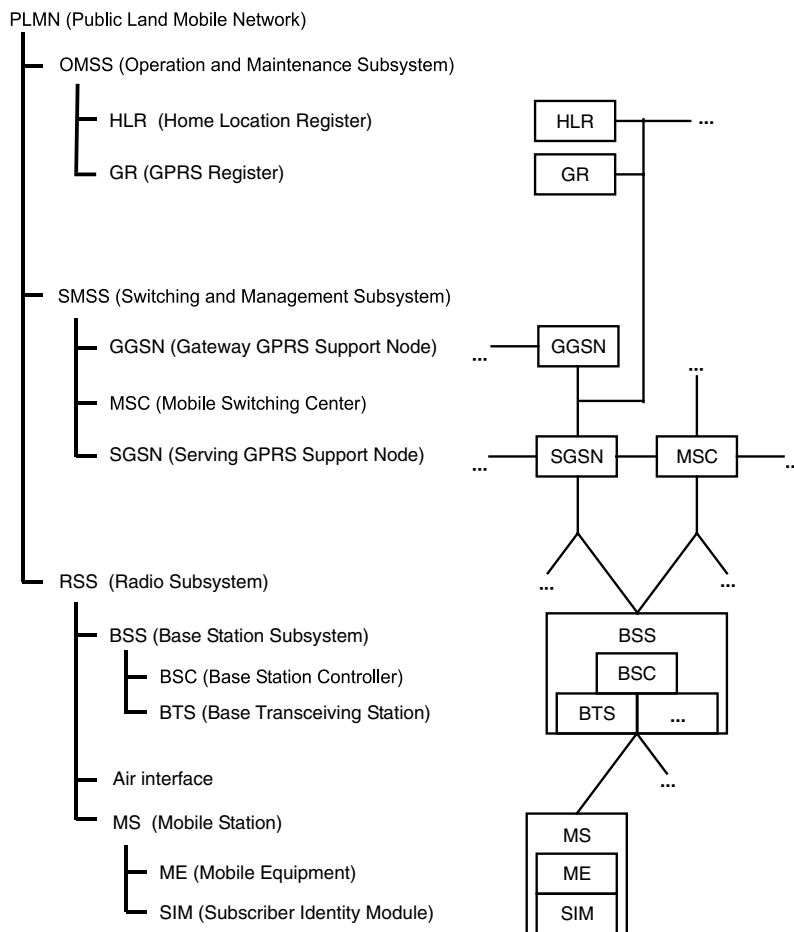 PLMN (Public Land Mobile Network)
OMSS (Operation and Maintenance Subsystem)
HLR (Home Location Register)
HLR
...
GR (GPRS Register)
GR
SMSS (Switching and Management Subsystem)
GGSN (Gateway GPRS Support Node)
...
GGSN
...
MSC (Mobile Switching Center)
SGSN (Serving GPRS Support Node)
...
SGSN
MSC
..
...
...
RSS (Radio Subsystem)
BSS (Base Station Subsystem)
BSS
BSC (Base Station Controller)
BSC
BTS (Base Transceiving Station)
BTS
...
Air interface
...
MS (Mobile Station)
MS
ME (Mobile Equipment)
ME
SIM (Subscriber Identity Module)
SIM